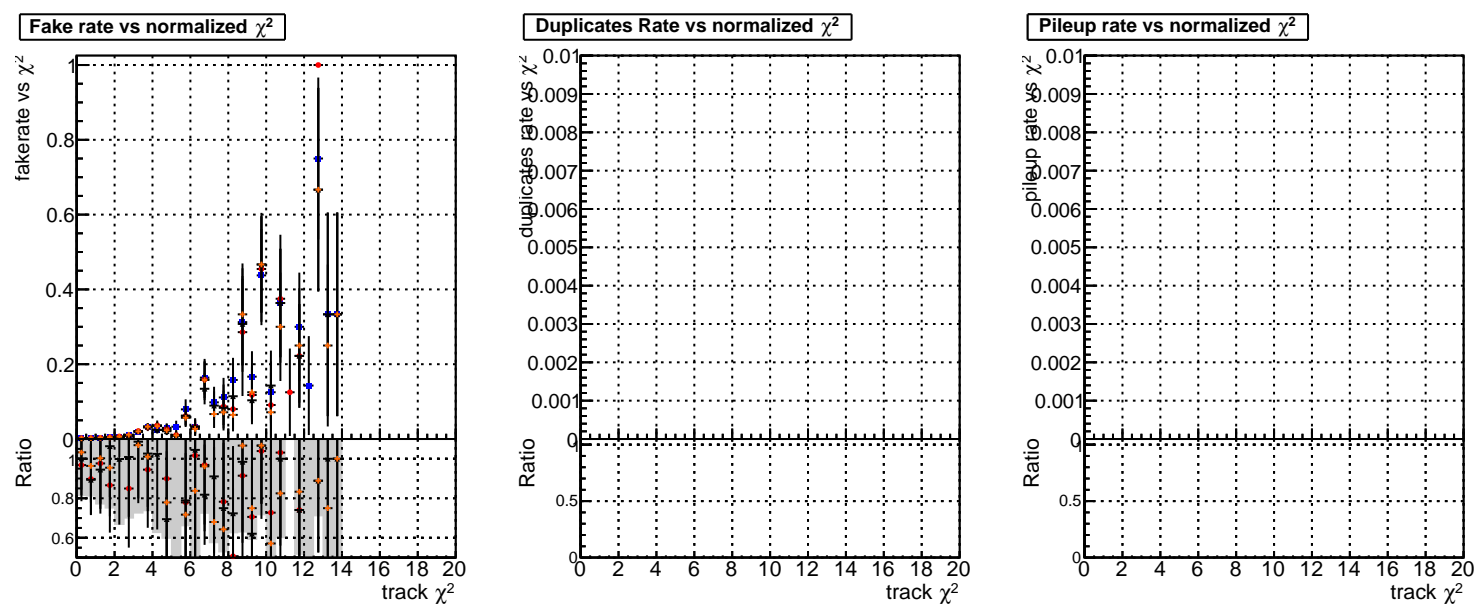 Fake rate vs normalized χ²
fakerate vs χ²
1
0.8
0.6
0.4
0.2
0
Ratio
1
0.8
0.6
0 2 4 6 8 10 12 14 16 18 20
track χ²
Duplicates Rate vs normalized χ²
duplicates rate vs χ²
0.01
0.009
0.008
0.007
0.006
0.005
0.004
0.003
0.002
0.001
0
Ratio
1
0.5
0
0 2 4 6 8 10 12 14 16 18 20
track χ²
Pileup rate vs normalized χ²
pileup rate vs χ²
0.01
0.009
0.008
0.007
0.006
0.005
0.004
0.003
0.002
0.001
0
Ratio
1
0.5
0
0 2 4 6 8 10 12 14 16 18 20
track χ²